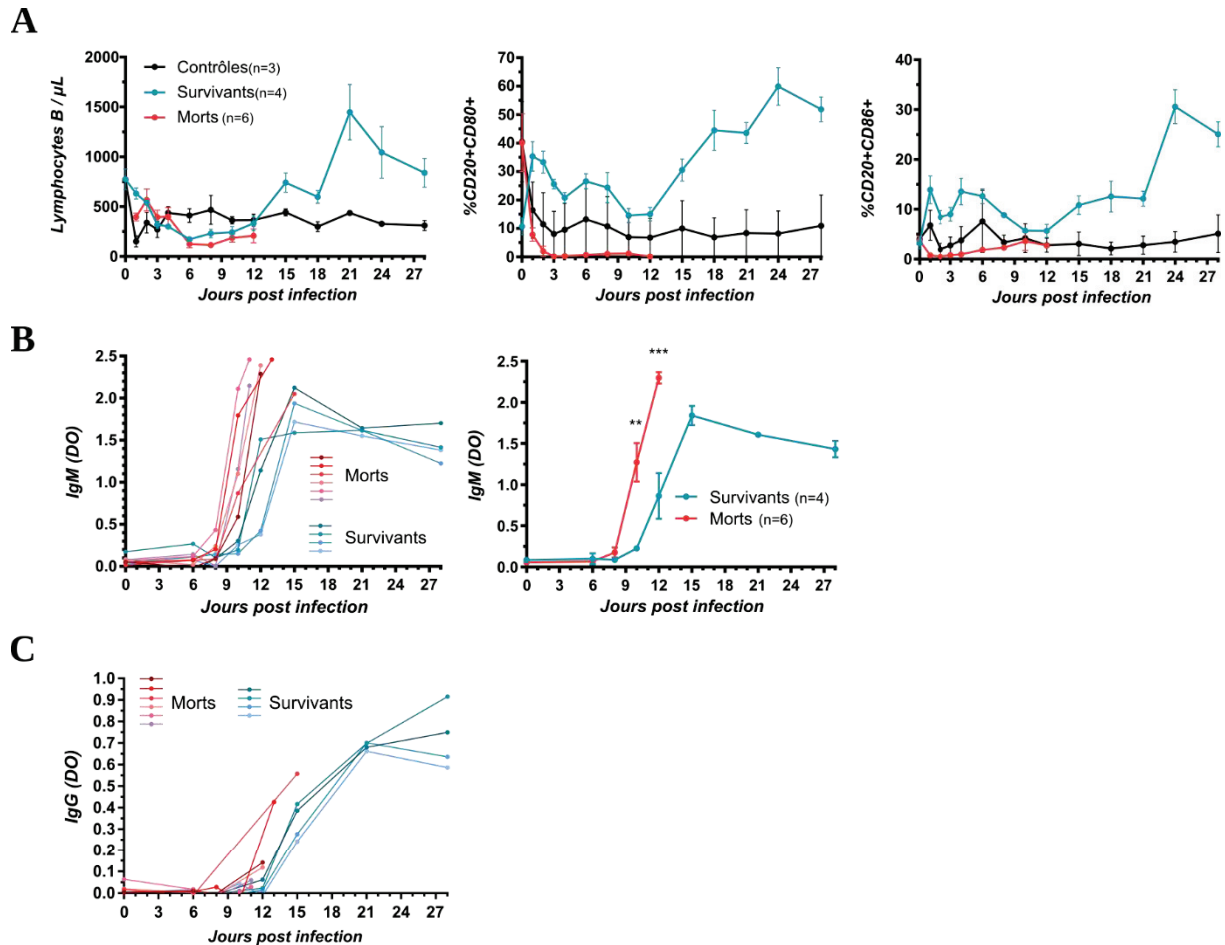 A
Lymphocytes B / µL
2000
1500
1000
500
0
Contrôles(n=3)
Survivants(n=4)
Morts (n=6)
0 3 6 9 12 15 18 21 24 27
Jours post infection
%CD20+CD80+
70
60
50
40
30
20
10
0
0 3 6 9 12 15 18 21 24 27
Jours post infection
%CD20+CD86+
40
30
20
10
0
0 3 6 9 12 15 18 21 24 27
Jours post infection
B
IgM (DO)
2.5
2.0
1.5
1.0
0.5
0.0
Morts
Survivants
0 3 6 9 12 15 18 21 24 27
Jours post infection
IgM (DO)
2.5
2.0
1.5
1.0
0.5
0.0
**
***
Survivants (n=4)
Morts (n=6)
0 3 6 9 12 15 18 21 24 27
Jours post infection
C
IgG (DO)
1.0
0.9
0.8
0.7
0.6
0.5
0.4
0.3
0.2
0.1
0.1
0.0
Morts
Survivants
0 3 6 9 12 15 18 21 24 27
Jours post infection